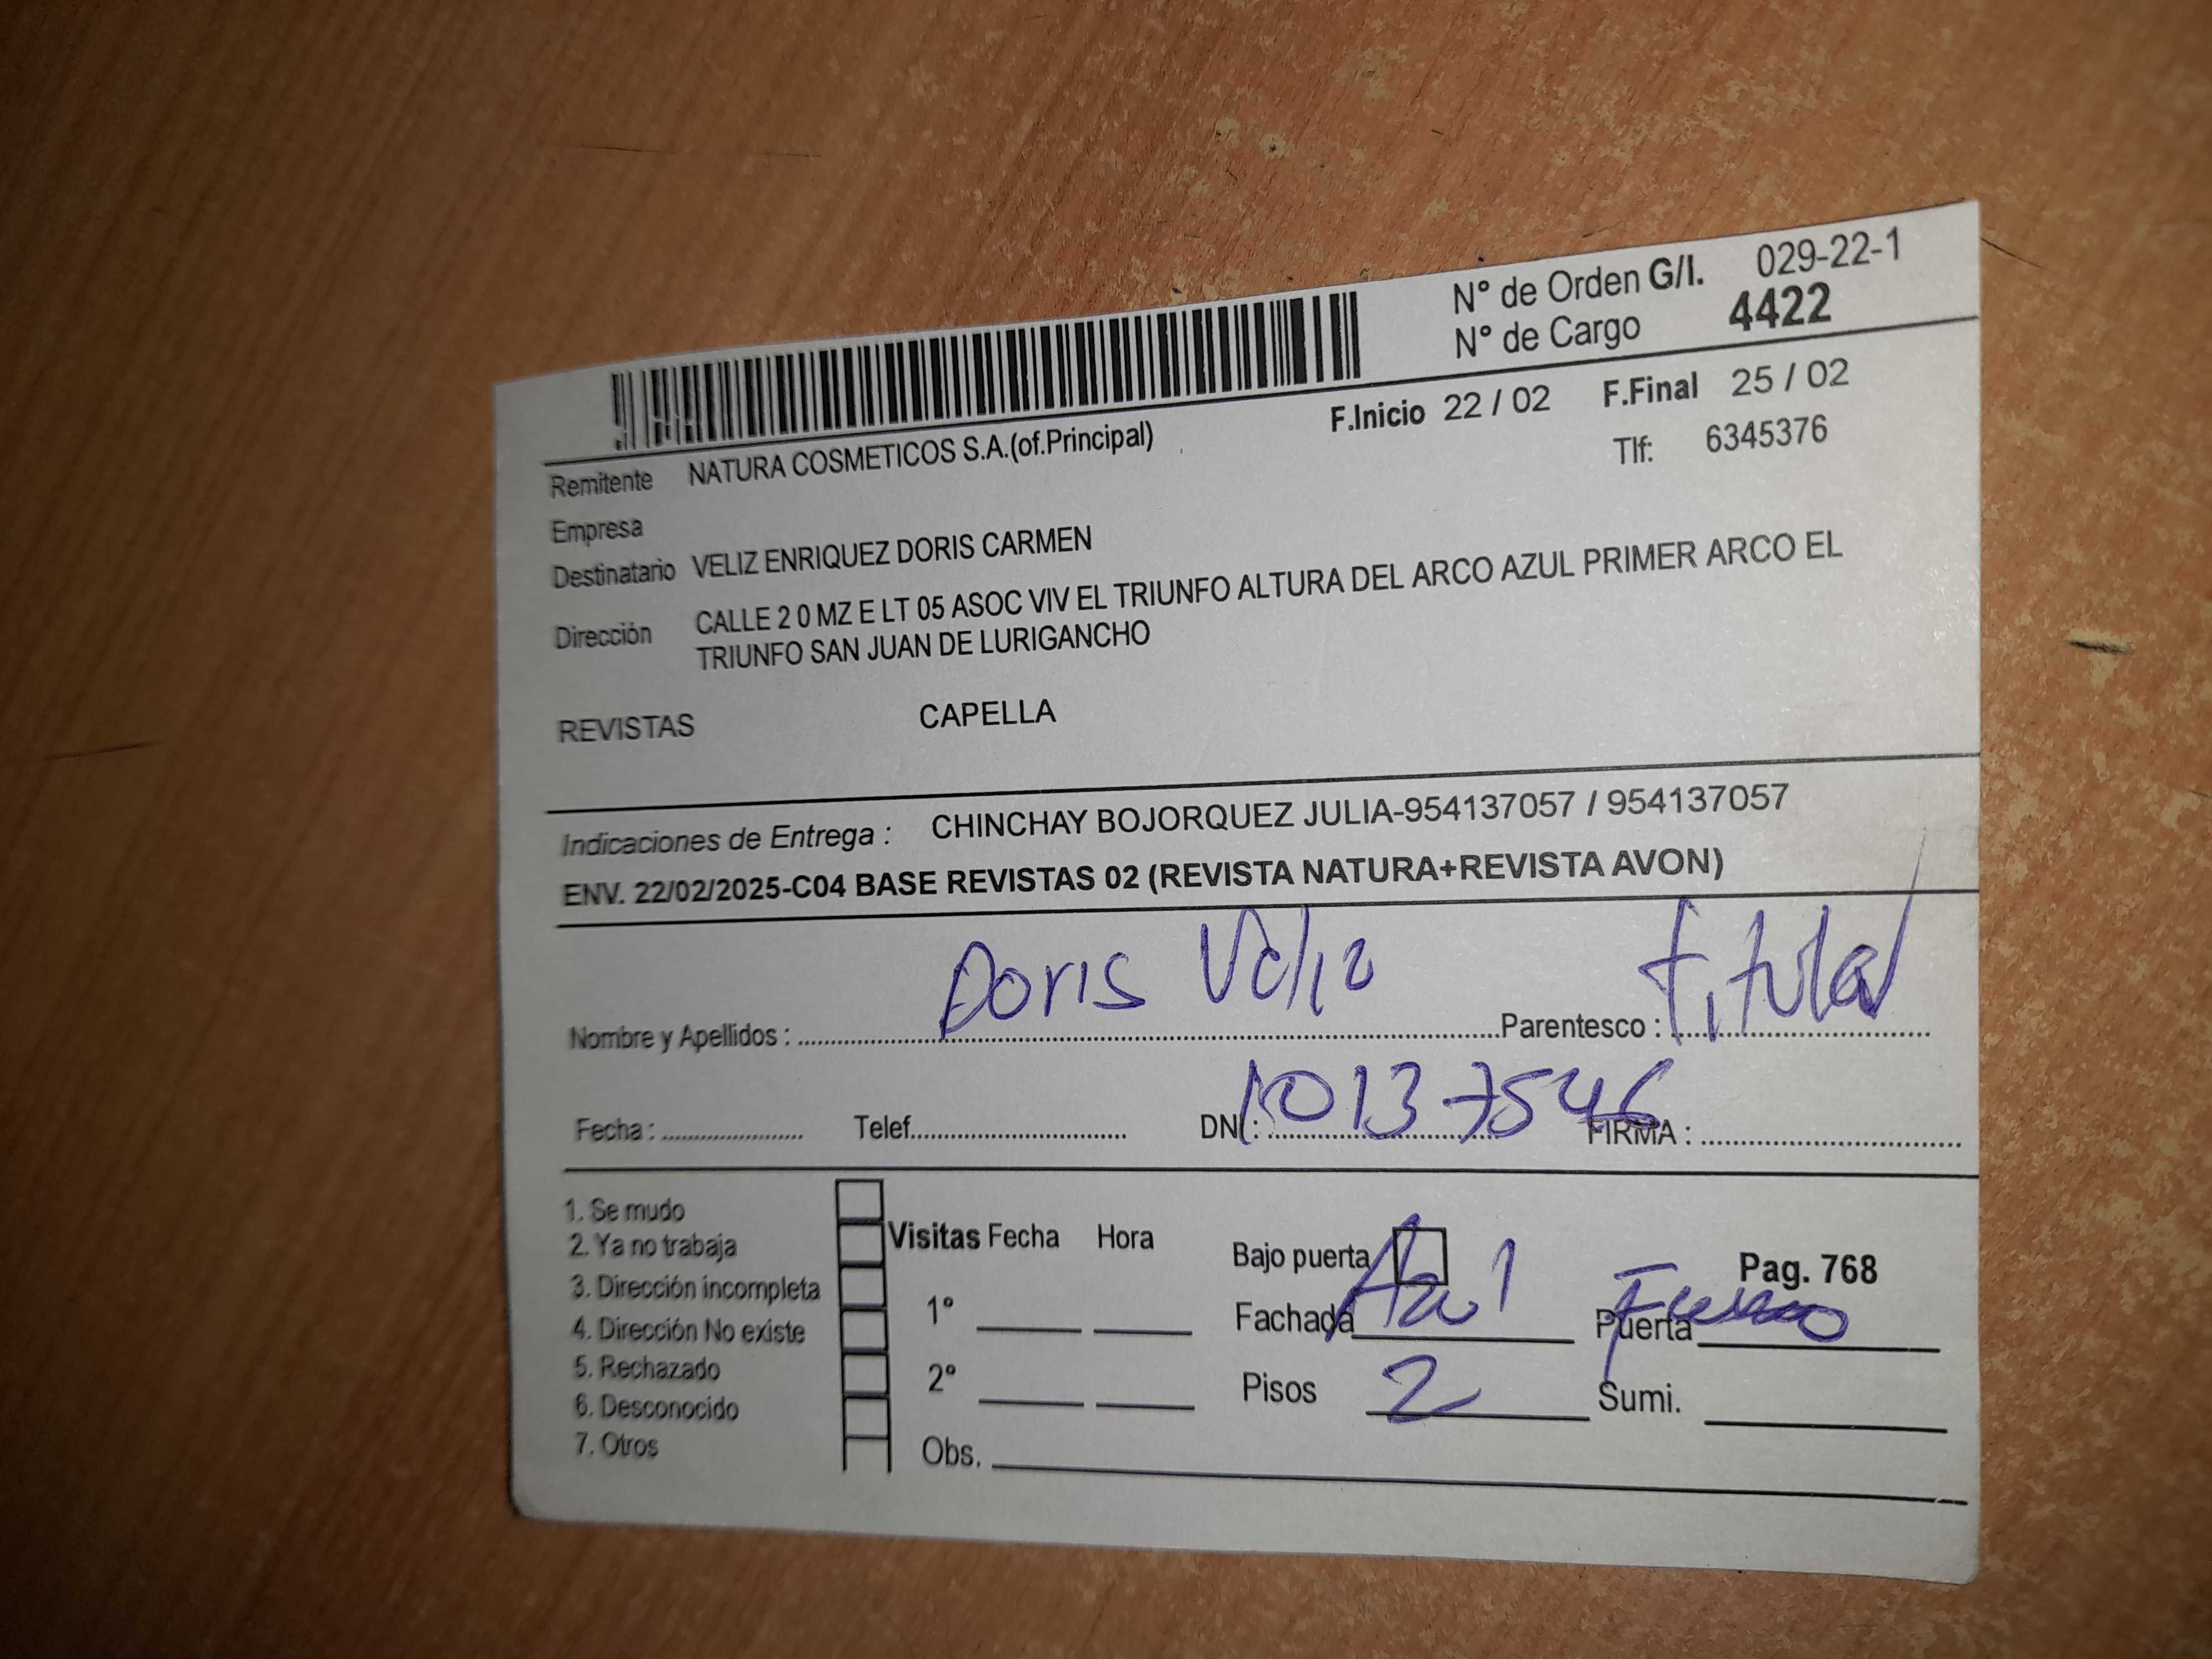 N° de Orden G/I. 029-22-1
N° de Cargo 4422
F.Inicio 22 / 02 F.Final 25 / 02
Remitente NATURA COSMETICOS S.A.(of.Principal) Tlf: 6345376
Empresa
Destinatario VELIZ ENRIQUEZ DORIS CARMEN
Dirección CALLE 2 0 MZ E LT 05 ASOC VIV EL TRIUNFO ALTURA DEL ARCO AZUL PRIMER ARCO EL
TRIUNFO SAN JUAN DE LURIGANCHO
REVISTAS CAPELLA
Indicaciones de Entrega : CHINCHAY BOJORQUEZ JULIA-954137057 / 954137057
ENV. 22/02/2025-C04 BASE REVISTAS 02 (REVISTA NATURA+REVISTA AVON)
Nombre y Apellidos : Doris Veliz Parentesco : titular
Fecha : Telef. DNI : 10137546 FIRMA :
1. Se mudo
2. Ya no trabaja
3. Dirección incompleta
4. Dirección No existe
5. Rechazado
6. Desconocido
7. Otros
Visitas Fecha Hora
1°
2°
Obs.
Bajo puerta Pag. 768
Fachada Puerta
Pisos 2 Sumi.